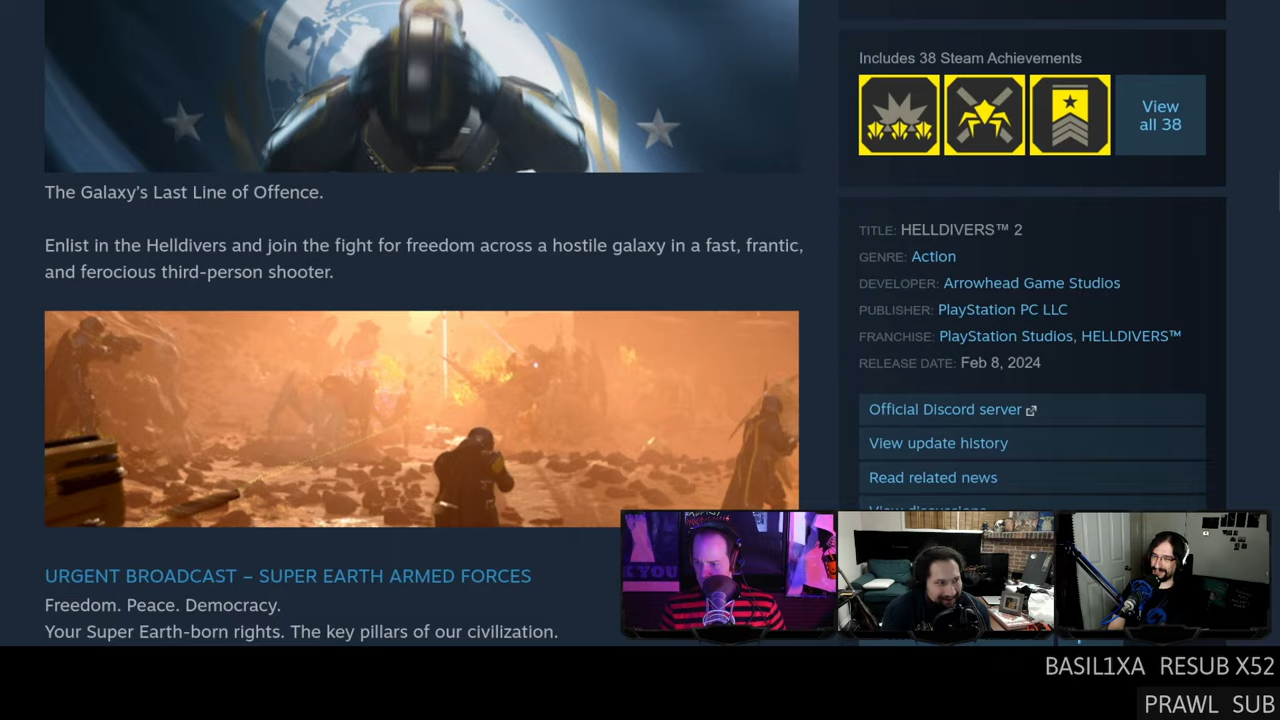 Includes 38 Steam Achievements
View
all 38
The Galaxy's Last Line of Offence.
Enlist in the Helldivers and join the fight for freedom across a hostile galaxy in a fast, frantic,
and ferocious third-person shooter.
TITLE: HELLDIVERS™ 2
GENRE: Action
DEVELOPER: Arrowhead Game Studios
PUBLISHER: PlayStation PC LLC
FRANCHISE: PlayStation Studios, HELLDIVERS™
RELEASE DATE: Feb 8, 2024
Official Discord server
View update history
Read related news
View discussions
URGENT BROADCAST – SUPER EARTH ARMED FORCES
Freedom. Peace. Democracy.
Your Super Earth-born rights. The key pillars of our civilization.
K YOU
BASIL1XA RESUB X52
PRAWL SUB